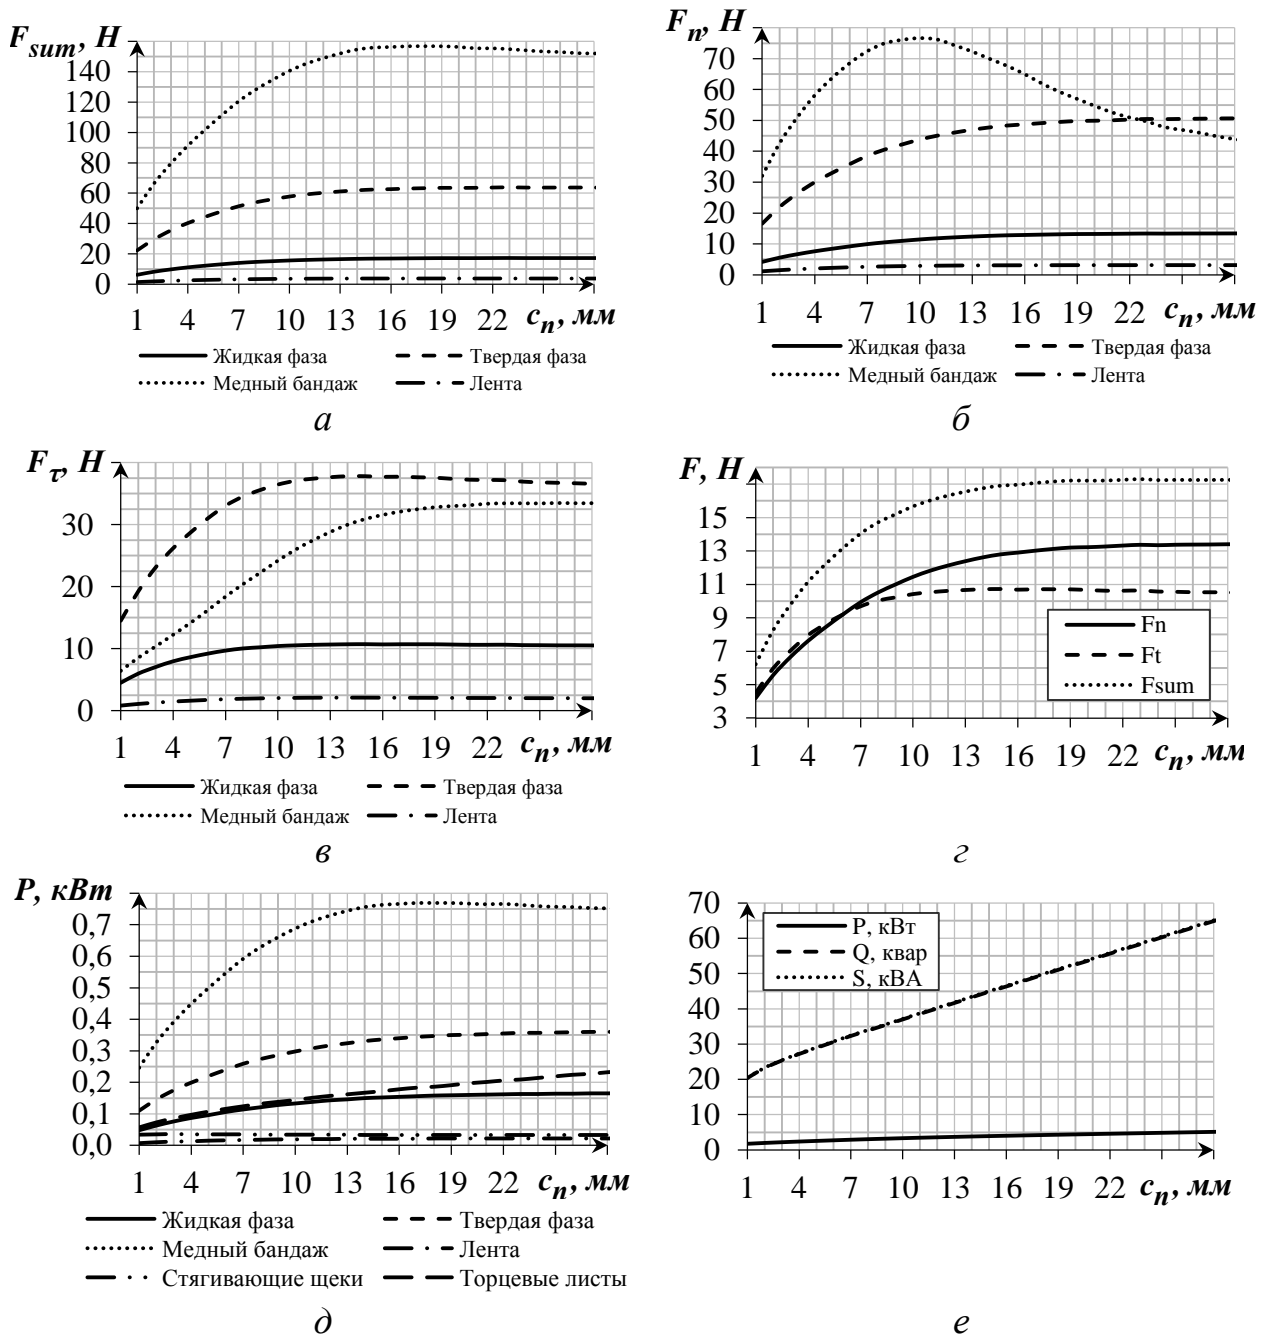 F_sum, Н
140
120
100
80
60
40
20
0
1 4 7 10 13 16 19 22 c_n, мм
Жидкая фаза Твердая фаза
Медный бандаж Лента
а
F_n, Н
70
60
50
40
30
20
10
0
1 4 7 10 13 16 19 22 c_n, мм
Жидкая фаза Твердая фаза
Медный бандаж Лента
б
F_τ, Н
30
20
10
0
1 4 7 10 13 16 19 22 c_n, мм
Жидкая фаза Твердая фаза
Медный бандаж Лента
в
F, Н
15
13
11
9
7
5
3
Fn
Ft
Fsum
1 4 7 10 13 16 19 22 c_n, мм
г
P, кВт
0,7
0,6
0,5
0,4
0,3
0,2
0,1
0,0
1 4 7 10 13 16 19 22 c_n, мм
Жидкая фаза Твердая фаза
Медный бандаж Лента
Стягивающие щеки Торцевые листы
д
70
60
50
40
30
20
10
0
P, кВт
Q, квар
S, кВА
1 4 7 10 13 16 19 22 c_n, мм
е